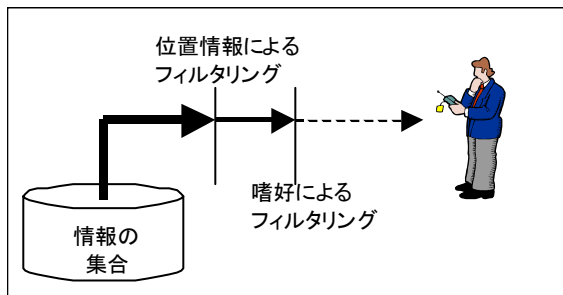 位置情報による
フィルタリング
嗜好による
フィルタリング
情報の
集合